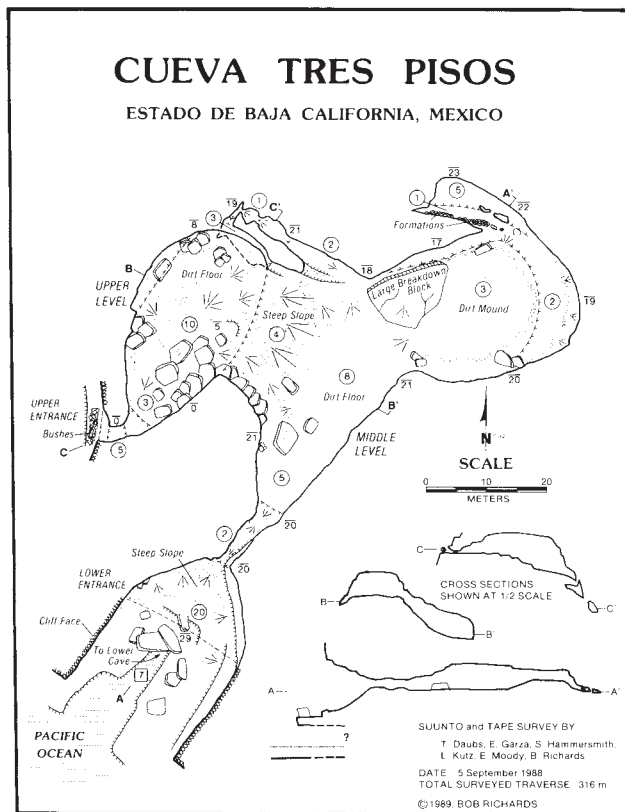 CUEVA TRES PISOS
ESTADO DE BAJA CALIFORNIA, MEXICO
23
A'
22
5
1
Formations
19
1
C'
3
21
8
2
17
18
B
UPPER
LEVEL
Dirt Floor
Large Breakdown
Block
3
Dirt Mound
2
19
Steep Slope
4
10
5
8
Dirt Floor
21
20
B'
UPPER
ENTRANCE
Bushes
C
0
3
0
5
21
MIDDLE
LEVEL
N
SCALE
0 10 20
METERS
5
2
20
20
LOWER
ENTRANCE
Steep Slope
Cliff Face
20
29
To Lower
Cave
7
A
PACIFIC
OCEAN
C
CROSS SECTIONS
SHOWN AT 1/2 SCALE
C'
B
B'
A
A'
?
SUUNTO and TAPE SURVEY BY
T Daubs, E. Garza, S Hammersmith,
L Kutz, E Moody, B Richards
DATE 5 September 1988
TOTAL SURVEYED TRAVERSE 316 m
©1989, BOB RICHARDS